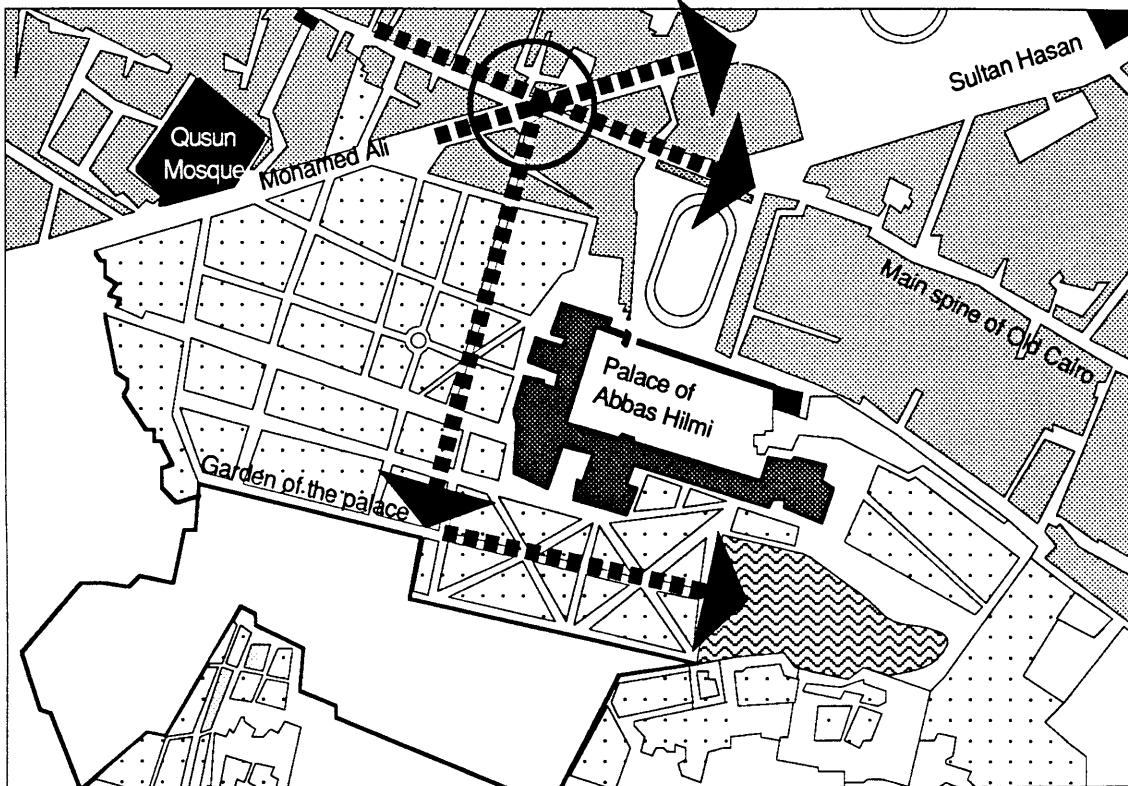 Sultan Hasan
Qusun
Mosque
Mohamed Ali
Main spine of Old Cairo
Palace of
Abbas Hilmi
Garden of the palace